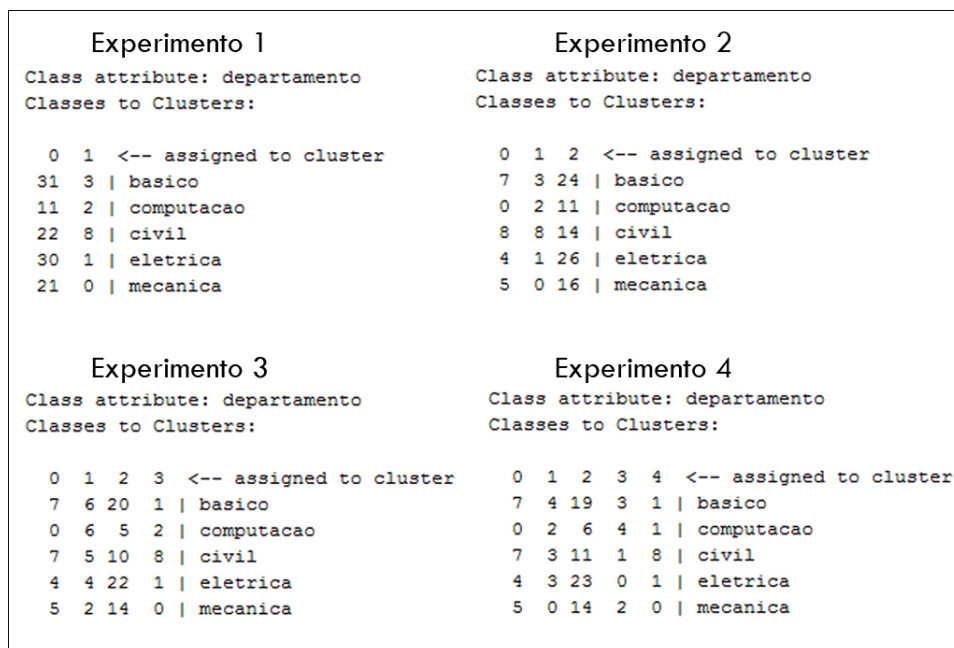 Experimento 1
Class attribute: departamento
Classes to Clusters:
0 1 <-- assigned to cluster
31 3 | basico
11 2 | computacao
22 8 | civil
30 1 | eletrica
21 0 | mecanica
Experimento 2
Class attribute: departamento
Classes to Clusters:
0 1 2 <-- assigned to cluster
7 3 24 | basico
0 2 11 | computacao
8 8 14 | civil
4 1 26 | eletrica
5 0 16 | mecanica
Experimento 3
Class attribute: departamento
Classes to Clusters:
0 1 2 3 <-- assigned to cluster
7 6 20 1 | basico
0 6 5 2 | computacao
7 5 10 8 | civil
4 4 22 1 | eletrica
5 2 14 0 | mecanica
Experimento 4
Class attribute: departamento
Classes to Clusters:
0 1 2 3 4 <-- assigned to cluster
7 4 19 3 1 | basico
0 2 6 4 1 | computacao
7 3 11 1 8 | civil
4 3 23 0 1 | eletrica
5 0 14 2 0 | mecanica